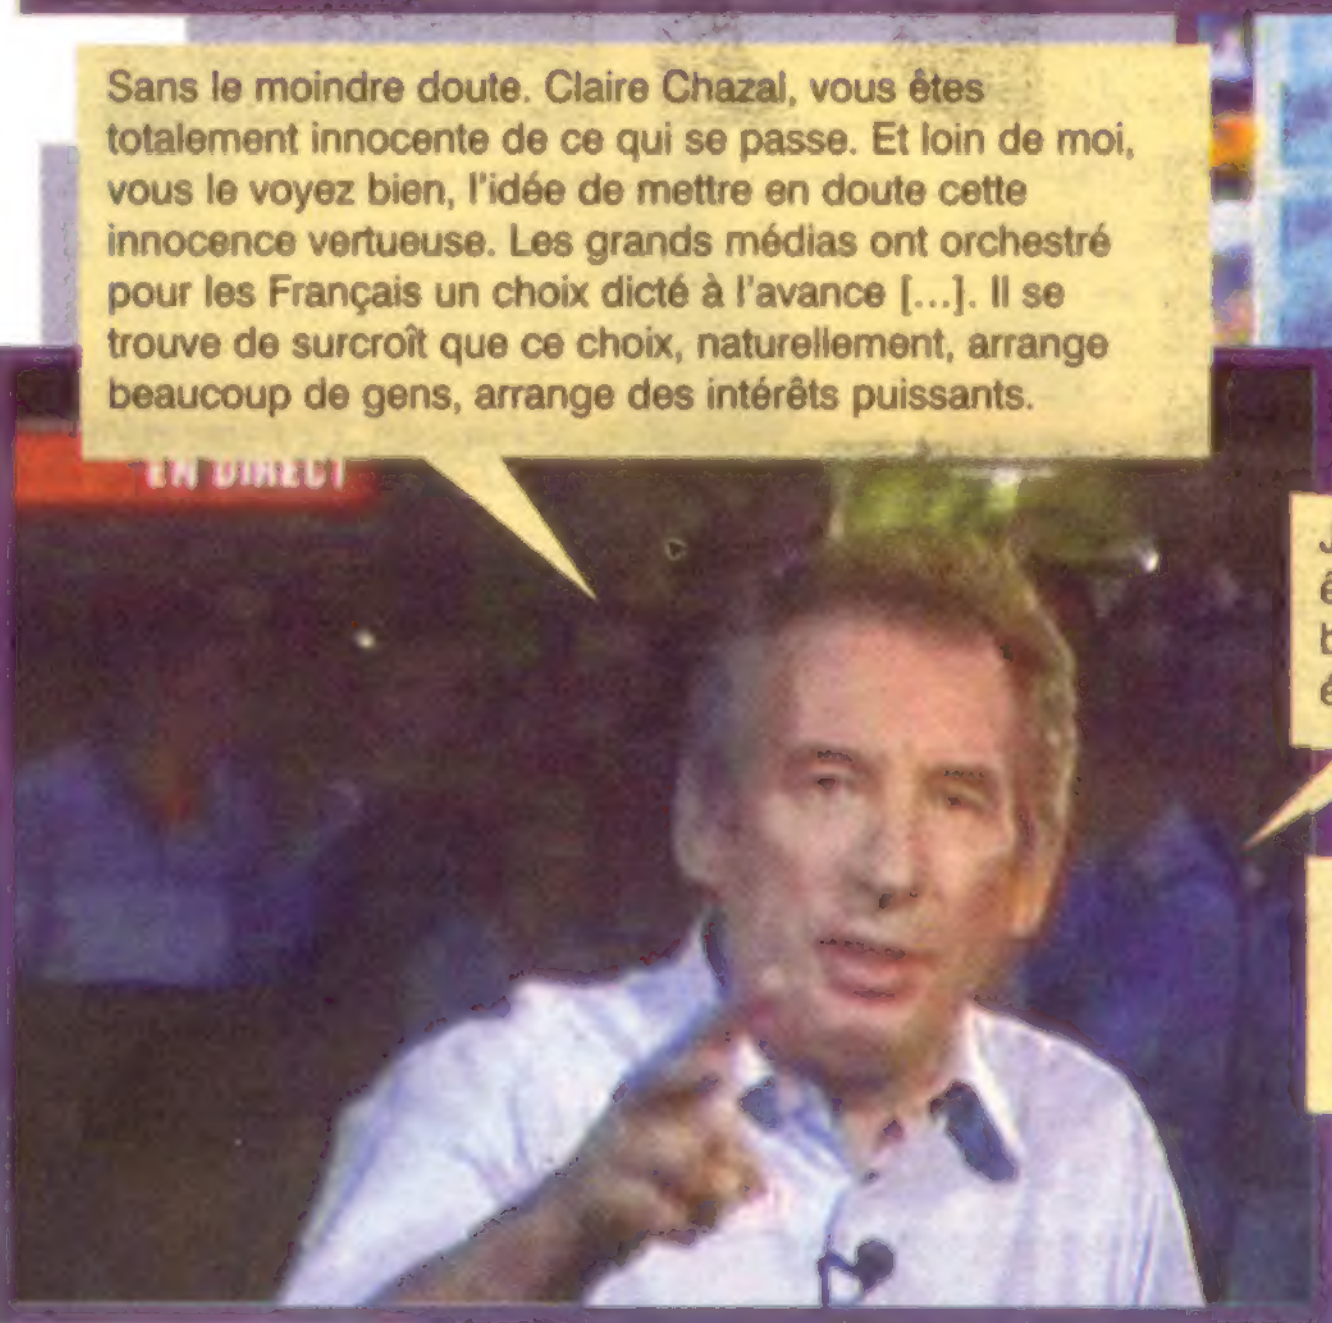 Sans le moindre doute. Claire Chazal, vous êtes
totalement innocente de ce qui se passe. Et loin de moi,
vous le voyez bien, l'idée de mettre en doute cette
innocence vertueuse. Les grands médias ont orchestré
pour les Français un choix dicté à l'avance [...]. Il se
trouve de surcroît que ce choix, naturellement, arrange
beaucoup de gens, arrange des intérêts puissants.
EN DIRECT